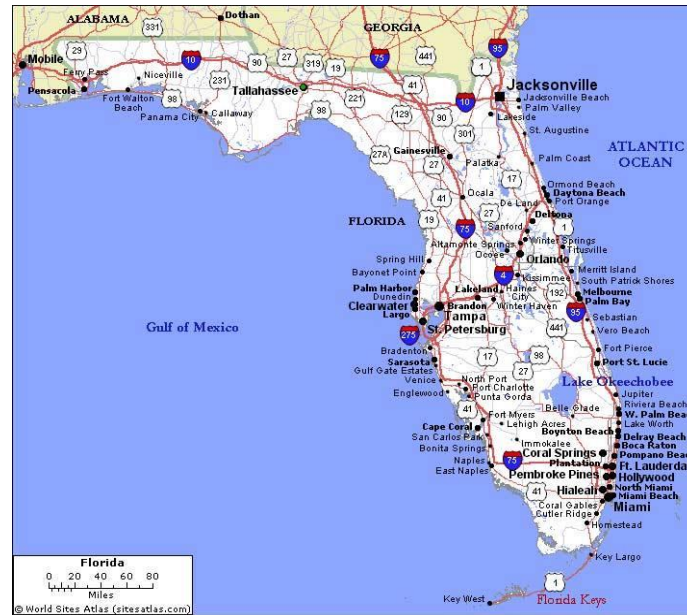 ALABAMA
Dothan
GEORGIA
331
Mobile
29
10
90
27
319
19
75
441
95
41
1
Ferry Pass
Niceville
231
Tallahassee
Pensacola
Fort Walton
Beach
98
Panama City
Callaway
98
221
129
10
90
Jacksonville
Jacksonville Beach
Palm Valley
Lakeside
301
St. Augustine
27A
Gainesville
27
Palatka
17
Palm Coast
ATLANTIC
OCEAN
41
Ocala
Ormond Beach
Daytona Beach
Port Orange
De Land
FLORIDA
19
75
27
Deltona
Sanford
1
Altamonte Springs
Winter Springs
Titusville
Ocoee
Orlando
Spring Hill
Bayonet Point
4
Kissimmee
Merritt Island
South Patrick Shores
Palm Harbor
Dunedin
Lakeland
Haines
City
192
Melbourne
Palm Bay
Clearwater
Brandon
Winter Haven
Largo
Tampa
95
Sebastian
Gulf of Mexico
St. Petersburg
275
441
Vero Beach
Bradenton
Sarasota
17
98
Fort Pierce
Port St. Lucie
Gulf Gate Estates
27
Venice
North Port
Port Charlotte
Lake Okeechobee
Englewood
Punta Gorda
Jupiter
41
Belle Glade
Riviera Beach
W. Palm Beac
Fort Myers
Lehigh Acres
Lake Worth
Cape Coral
Boynton Beach
Delray Beach
San Carlos Park
Immokalee
Boca Raton
Bonita Springs
Coral Springs
Pompano Beac
Naples
75
Plantation
Ft. Lauderda
East Naples
Pembroke Pines
Hollywood
41
Hialeah
North Miami
Miami Beach
Miami
Coral Gables
Cutler Ridge
Homestead
Key Largo
1
Key West
Florida Keys
Florida
0 20 40 60 80
Miles
© World Sites Atlas (sitesatlas.com)